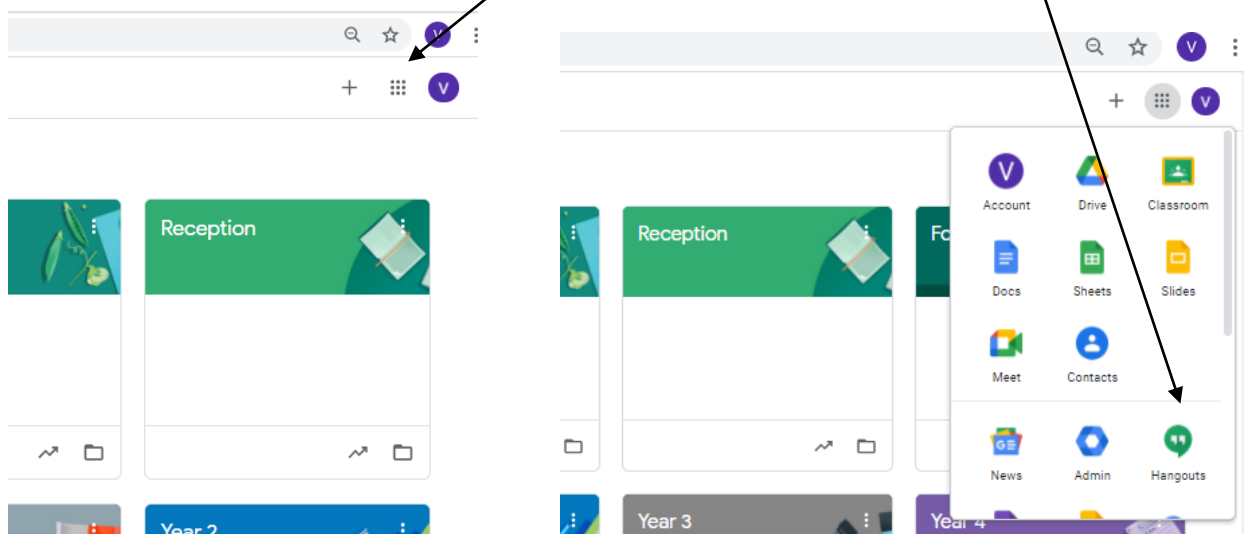 V
V
Reception
Year 2
V
V
Reception
Fo
V
Account
Drive
Classroom
Docs
Sheets
Slides
Meet
Contacts
GE
News
Admin
Hangouts
Year 3
Year 4